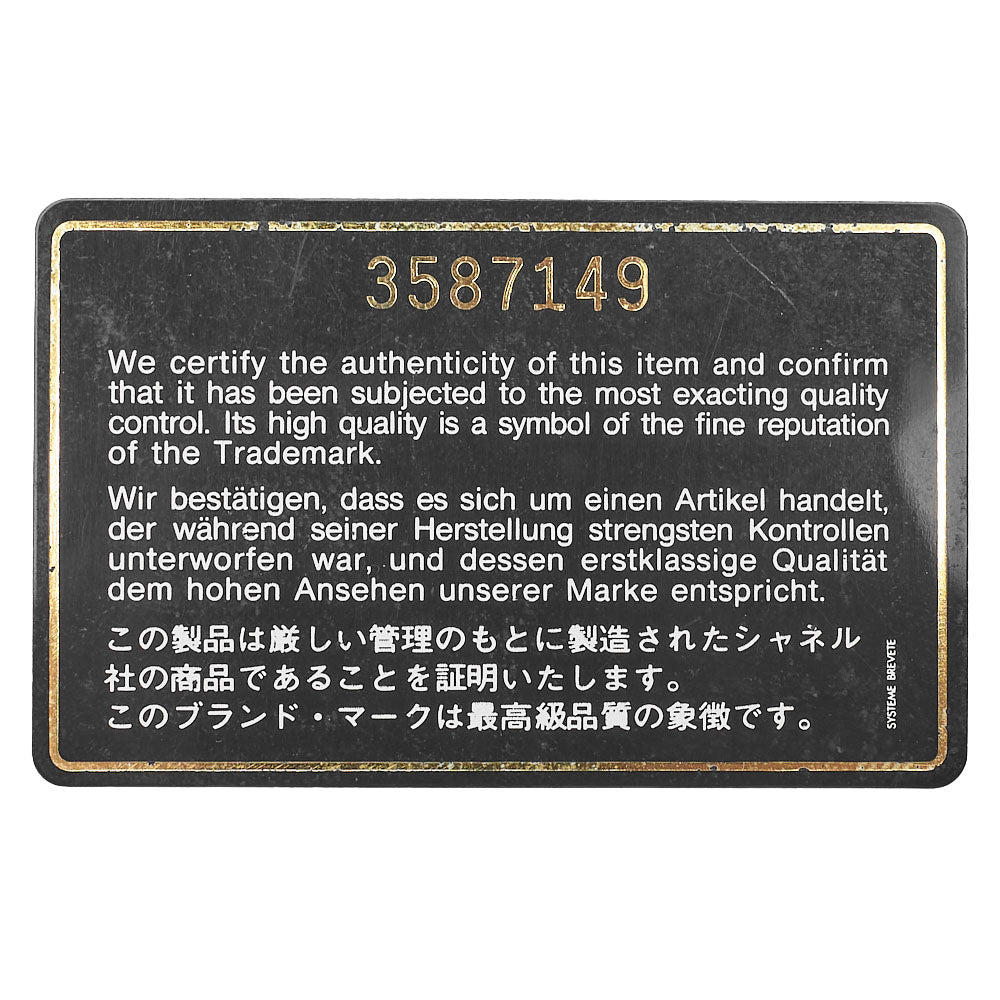 3587149
We certify the authenticity of this item and confirm
that it has been subjected to the most exacting quality
control. Its high quality is a symbol of the fine reputation
of the Trademark.
Wir bestätigen, dass es sich um einen Artikel handelt,
der während seiner Herstellung strengsten Kontrollen
unterworfen war, und dessen erstklassige Qualität
dem hohen Ansehen unserer Marke entspricht.
この製品は厳しい管理のもとに製造されたシャネル
社の商品であることを証明いたします。
このブランド・マークは最高級品質の象徴です。
SYSTEME BREVETE